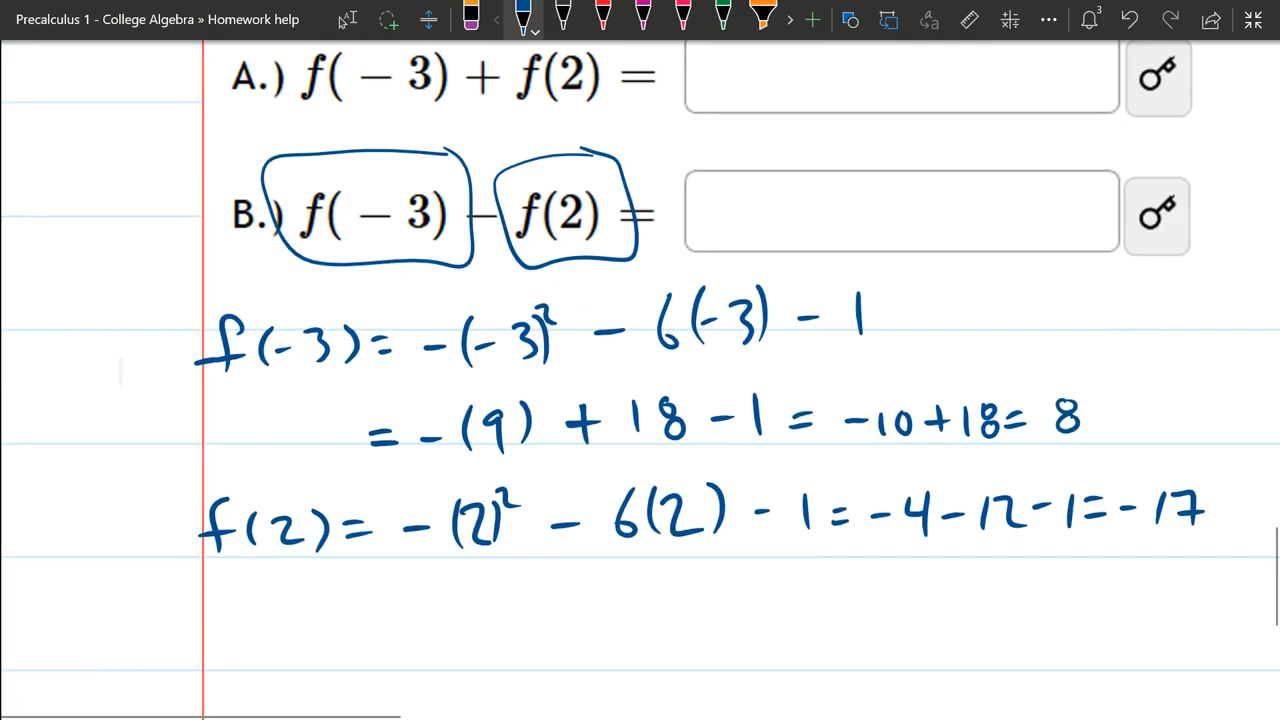 Precalculus 1 - College Algebra » Homework help
3
A.) f( − 3) + f(2) =
B.) f( − 3) − f(2) =
f(-3) = -(-3)² - 6(-3) - 1
= -(9) + 18 - 1 = -10 + 18 = 8
f(2) = -(2)² - 6(2) - 1 = -4 - 12 - 1 = -17